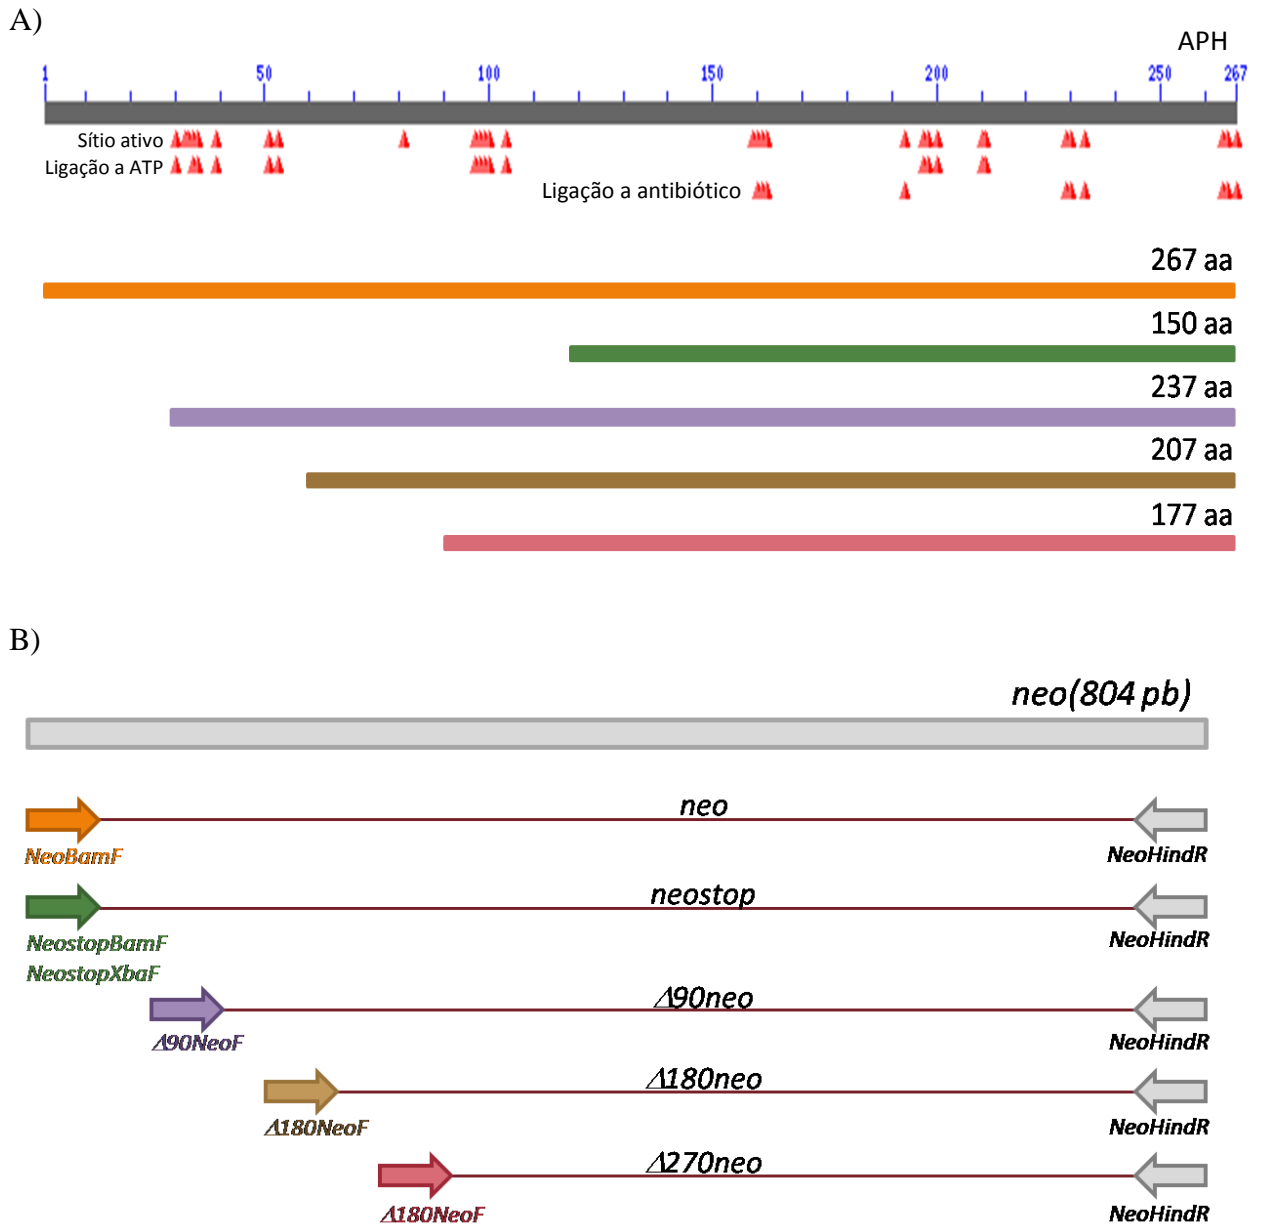 A)
APH
1 50 100 150 200 250 267
Sítio ativo
Ligação a ATP
Ligação a antibiótico
267 aa
150 aa
237 aa
207 aa
177 aa
B)
neo(804 pb)
neo
NeoBamF
NeoHindR
neostop
NeostopBamF
NeoHindR
NeostopXbaF
Δ90neo
Δ90NeoF
NeoHindR
Δ180neo
Δ180NeoF
NeoHindR
Δ270neo
Δ180NeoF
NeoHindR